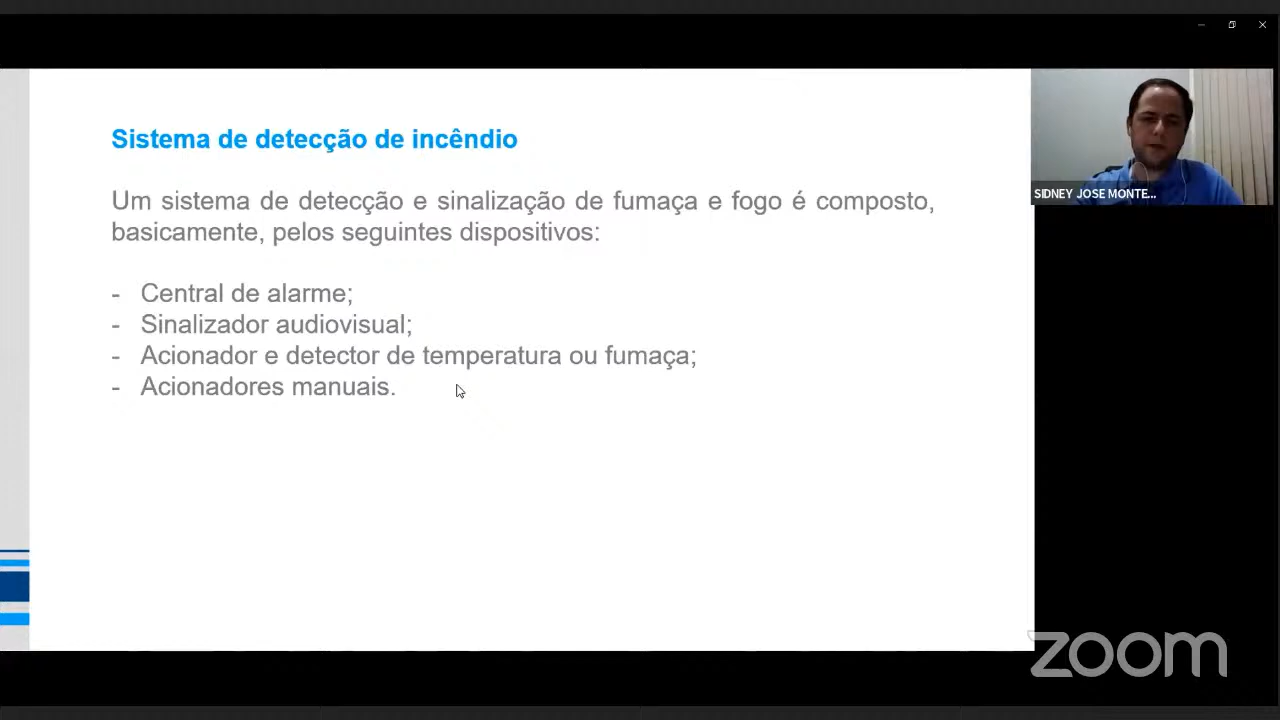 Sistema de detecção de incêndio
Um sistema de detecção e sinalização de fumaça e fogo é composto,
basicamente, pelos seguintes dispositivos:
- Central de alarme;
- Sinalizador audiovisual;
- Acionador e detector de temperatura ou fumaça;
- Acionadores manuais.
SIDNEY JOSE MONTE...
zoom